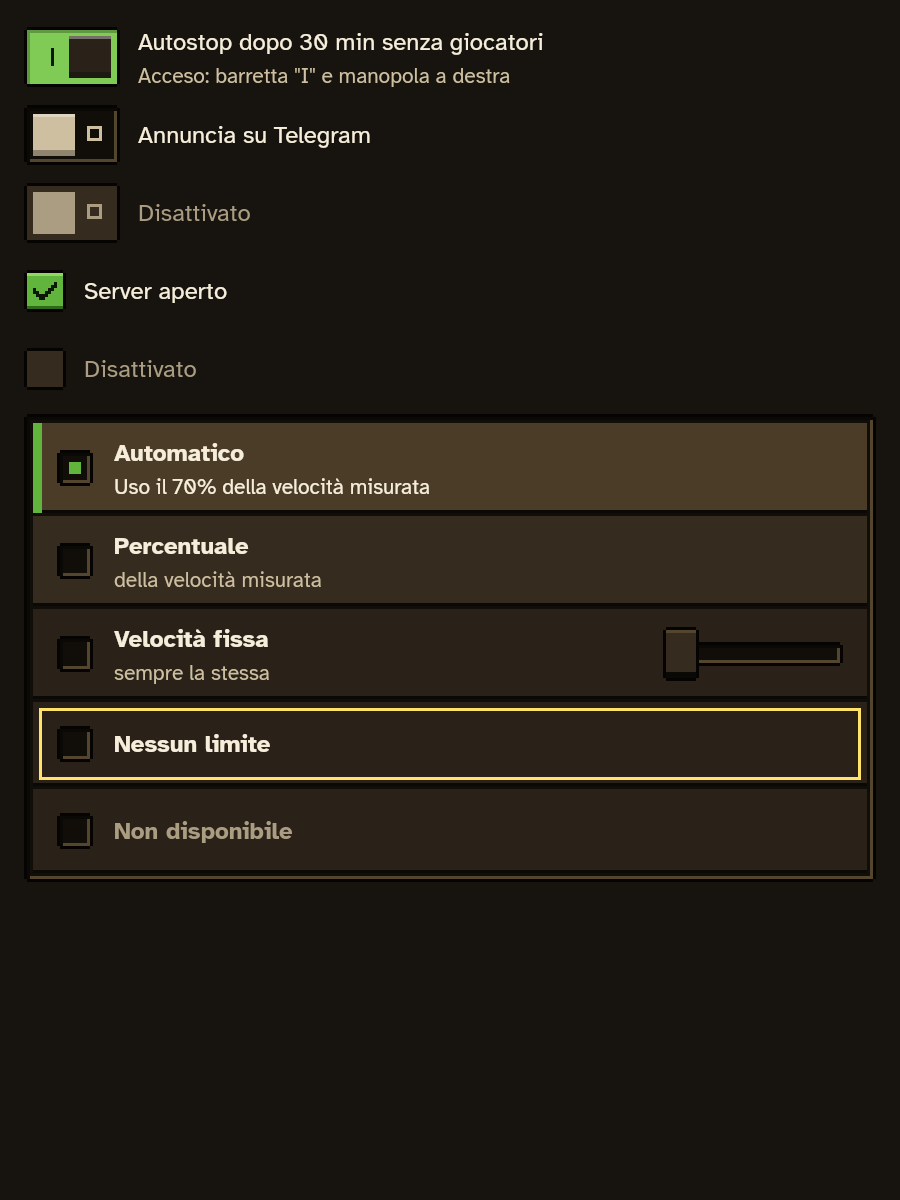 Autostop dopo 30 min senza giocatori
Acceso: barretta "I" e manopola a destra
Annuncia su Telegram
Disattivato
Server aperto
Disattivato
Automatico
Uso il 70% della velocità misurata
Percentuale
della velocità misurata
Velocità fissa
sempre la stessa
Nessun limite
Non disponibile